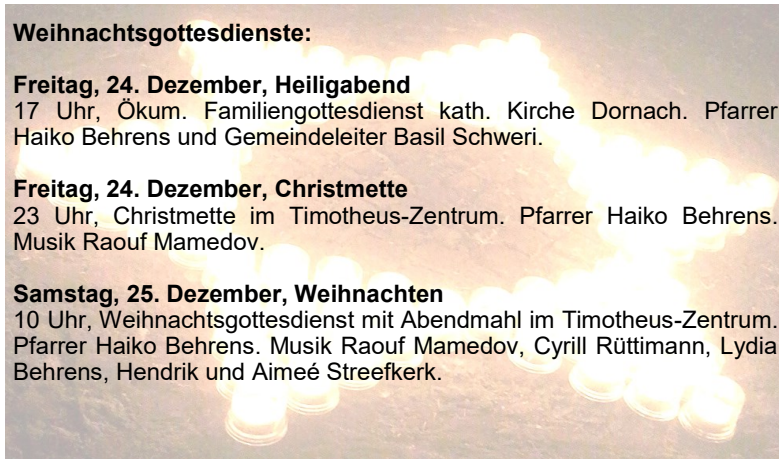 Weihnachtsgottesdienste:
Freitag, 24. Dezember, Heiligabend
17 Uhr, Ökum. Familiengottesdienst kath. Kirche Dornach. Pfarrer
Haiko Behrens und Gemeindeleiter Basil Schweri.
Freitag, 24. Dezember, Christmette
23 Uhr, Christmette im Timotheus-Zentrum. Pfarrer Haiko Behrens.
Musik Raouf Mamedov.
Samstag, 25. Dezember, Weihnachten
10 Uhr, Weihnachtsgottesdienst mit Abendmahl im Timotheus-Zentrum.
Pfarrer Haiko Behrens. Musik Raouf Mamedov, Cyrill Rüttimann, Lydia
Behrens, Hendrik und Aimeé Streefkerk.